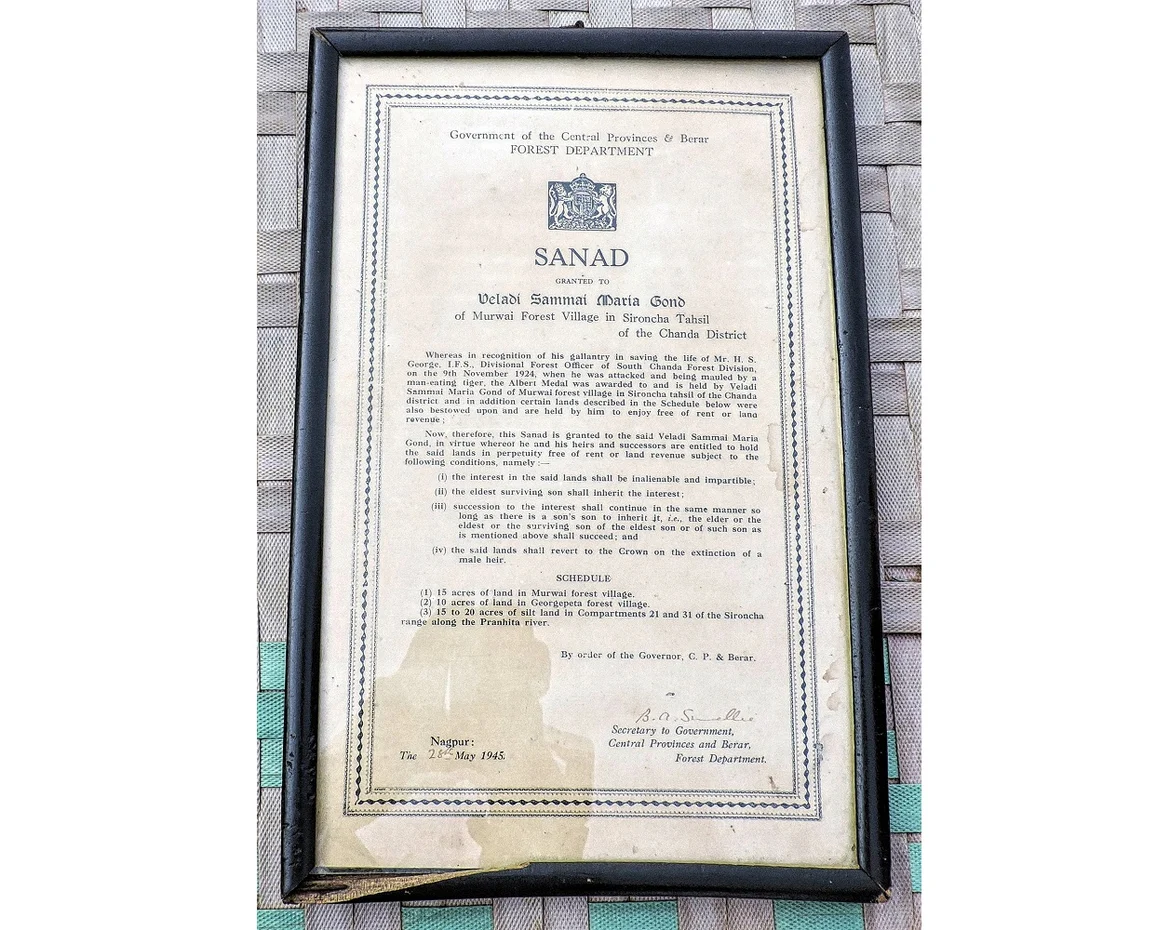 Government of the Central Provinces & Berar
FOREST DEPARTMENT
SANAD
GRANTED TO
Veladi Sammai Maria Gond
of Murwai Forest Village in Sironcha Tahsil
of the Chanda District
Whereas in recognition of his gallantry in saving the life of Mr. H. S.
George, I.F.S., Divisional Forest Officer of South Chanda Forest Division,
on the 9th November 1924, when he was attacked and being mauled by a
man-eating tiger, the Albert Medal was awarded to and is held by Veladi
Sammai Maria Gond of Murwai forest village in Sironcha tahsil of the Chanda
district and in addition certain lands described in the Schedule below were
also bestowed upon and are held by him to enjoy free of rent or land
revenue;
Now, therefore, this Sanad is granted to the said Veladi Sammai Maria
Gond, in virtue whereof he and his heirs and successors are entitled to hold
the said lands in perpetuity free of rent or land revenue subject to the
following conditions, namely:—
(i) the interest in the said lands shall be inalienable and impartible;
(ii) the eldest surviving son shall inherit the interest;
(iii) succession to the interest shall continue in the same manner so
long as there is a son's son to inherit it, i.e., the elder or the
eldest or the surviving son of the eldest son or of such son as
is mentioned above shall succeed; and
(iv) the said lands shall revert to the Crown on the extinction of a
male heir.
SCHEDULE
(1) 15 acres of land in Murwai forest village.
(2) 10 acres of land in Georgepeta forest village.
(3) 15 to 20 acres of silt land in Compartments 21 and 31 of the Sironcha
range along the Pranhita river.
By order of the Governor, C. P. & Berar.
B. A. Smellie
Secretary to Government,
Central Provinces and Berar,
Forest Department.
Nagpur:
The 28th May 1945.